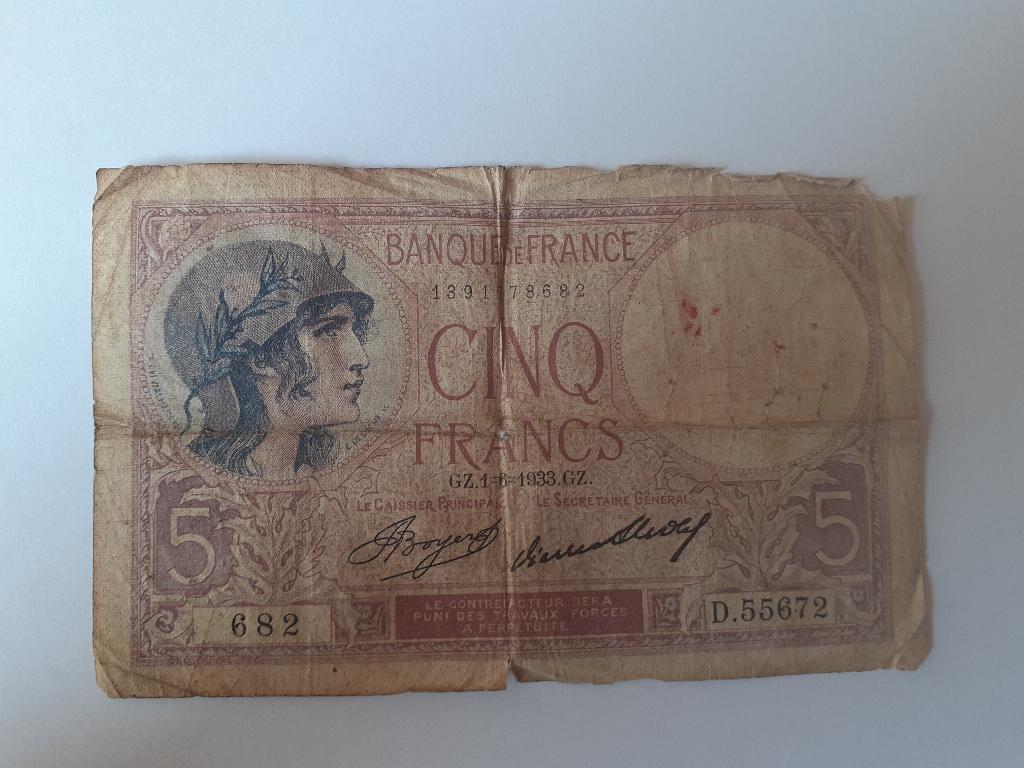 BANQUE DE FRANCE
1391778682
CINQ
FRANCS
GZ.1=6=1933.GZ.
LE CAISSIER PRINCIPAL LE SECRÉTAIRE GÉNÉRAL
5 5
LE CONTREFACTEUR SERA
PUNI DES TRAVAUX FORCÉS
A PERPÉTUITÉ
682 D.55672